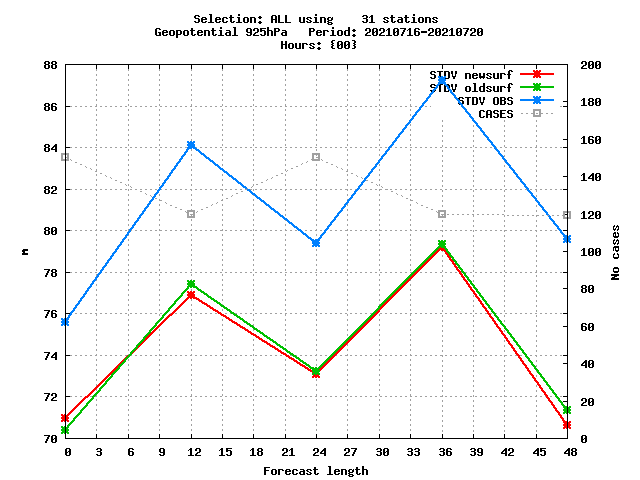 Selection: ALL using    31 stations
Geopotential 925hPa   Period: 20210716-20210720
Hours: {00}
STDV newsurf
STDV oldsurf
STDV OBS
CASES
88
86
84
82
80
78
76
74
72
70
m
200
180
160
140
120
100
80
60
40
20
0
No cases
0 3 6 9 12 15 18 21 24 27 30 33 36 39 42 45 48
Forecast length